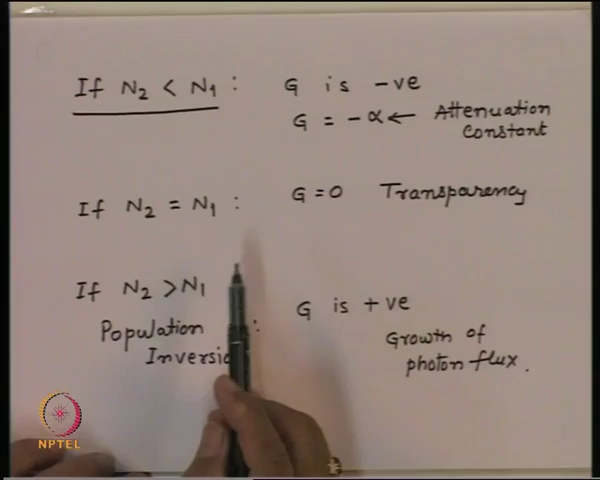 If N₂ < N₁ : G is -ve
G = -α ← Attenuation
Constant
If N₂ = N₁ : G = 0 Transparency
If N₂ > N₁
G is +ve
Population :
Growth of
photon flux.
NPTEL